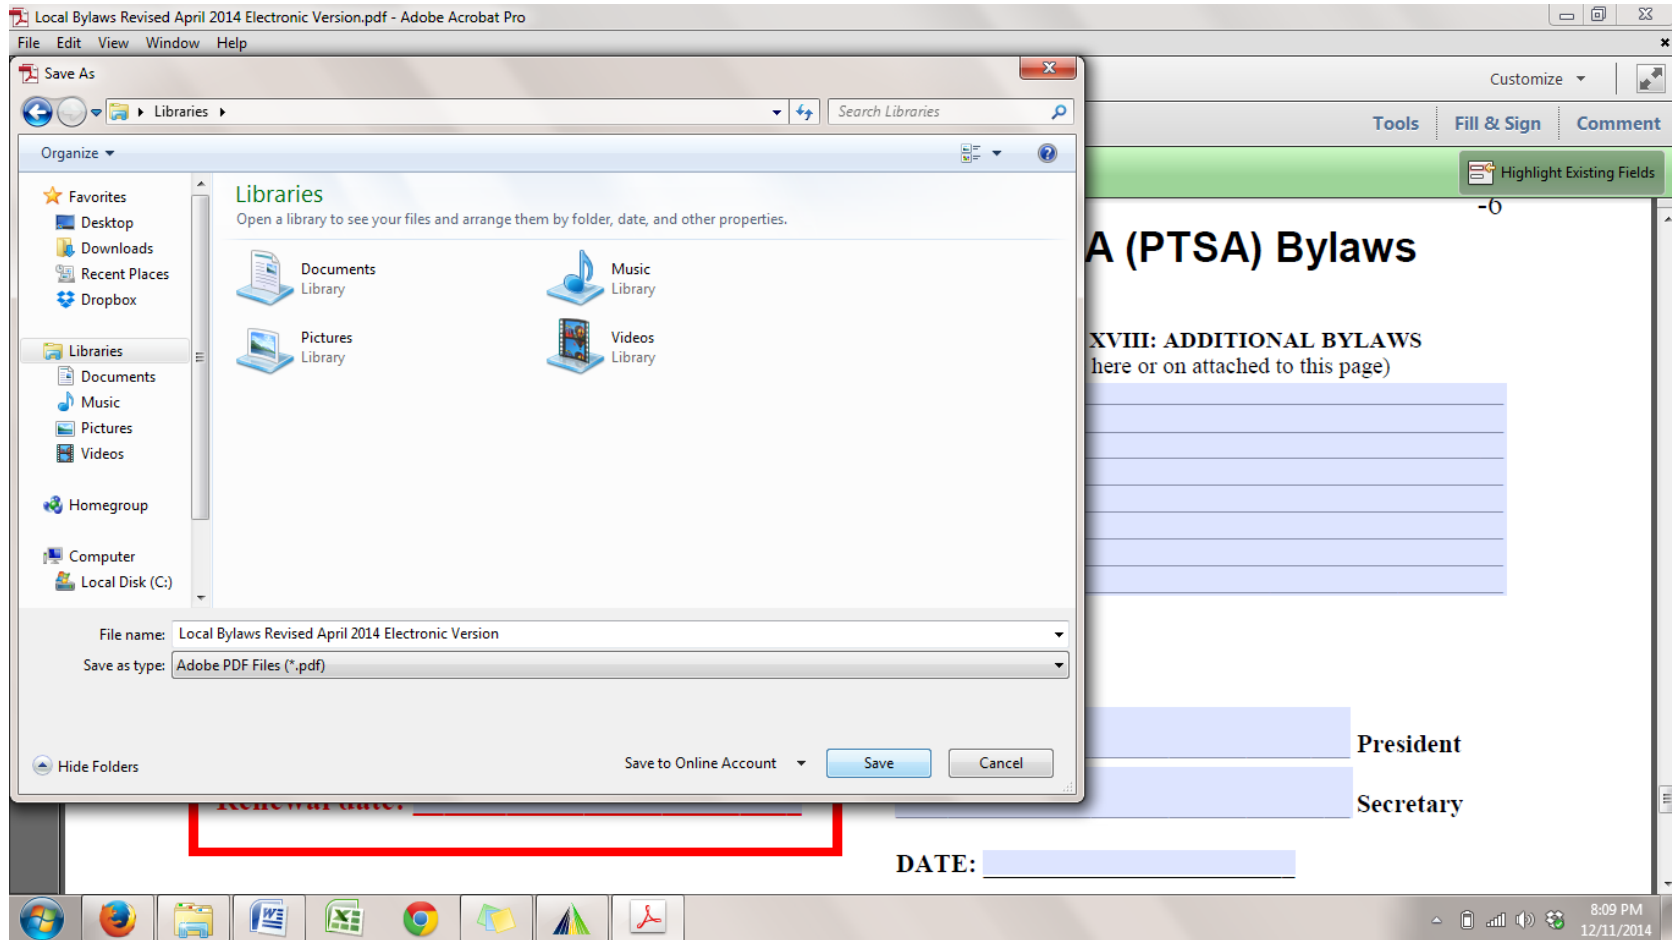 Local Bylaws Revised April 2014 Electronic Version.pdf - Adobe Acrobat Pro
File Edit View Window Help
Save As
Customize
Libraries
Search Libraries
Tools Fill & Sign Comment
Organize
Highlight Existing Fields
Favorites
Desktop
Downloads
Recent Places
Dropbox
Libraries
Documents
Music
Pictures
Videos
Homegroup
Computer
Local Disk (C:)
Libraries
Open a library to see your files and arrange them by folder, date, and other properties.
Documents
Library
Music
Library
Pictures
Library
Videos
Library
File name: Local Bylaws Revised April 2014 Electronic Version
Save as type: Adobe PDF Files (*.pdf)
Hide Folders
Save to Online Account
Save
Cancel
-6
A (PTSA) Bylaws
XVIII: ADDITIONAL BYLAWS
here or on attached to this page)
President
Renewal date:
Secretary
DATE:
8:09 PM
12/11/2014